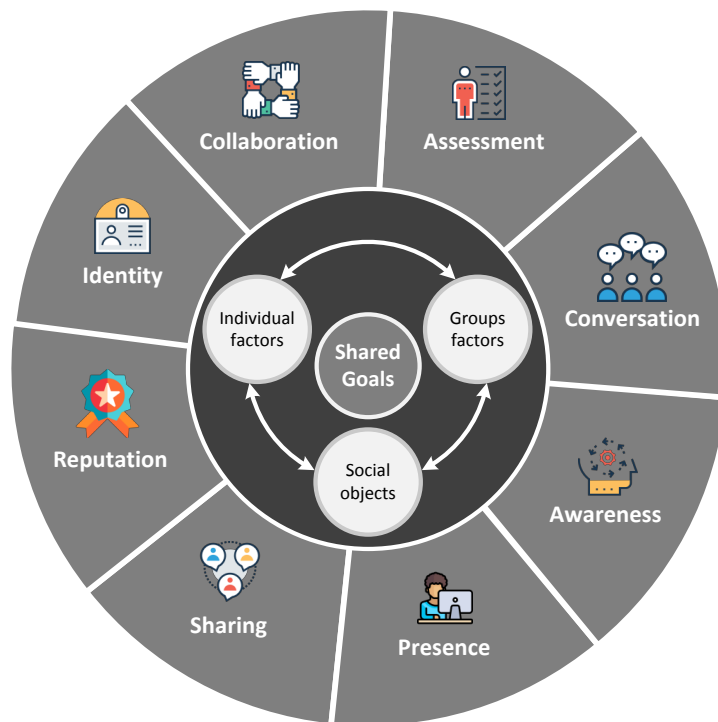 Collaboration
Assessment
Identity
Conversation
Individual
factors
Groups
factors
Shared
Goals
Reputation
Social
objects
Awareness
Sharing
Presence